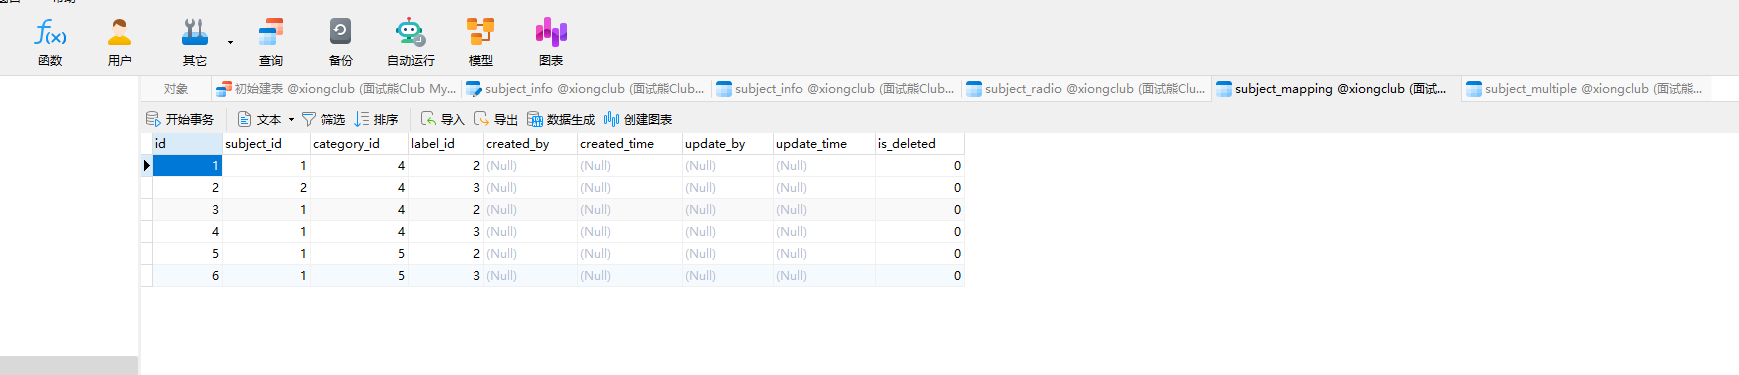 函数 用户 其它 查询 备份 自动运行 模型 图表
对象 初始建表 @xiongclub (面试能Club My... subject_info @xiongclub (面试能Club... subject_info @xiongclub (面试能Club... subject_radio @xiongclub (面试能Clu... subject_mapping @xiongclub (面试... subject_multiple @xiongclub (面试能...
开始事务 文本 筛选 排序 导入 导出 数据生成 创建图表
id subject_id category_id label_id created_by created_time update_by update_time is_deleted
1 1 4 2 (Null) (Null) (Null) (Null) 0
2 2 4 3 (Null) (Null) (Null) (Null) 0
3 1 4 2 (Null) (Null) (Null) (Null) 0
4 1 4 3 (Null) (Null) (Null) (Null) 0
5 1 5 2 (Null) (Null) (Null) (Null) 0
6 1 5 3 (Null) (Null) (Null) (Null) 0